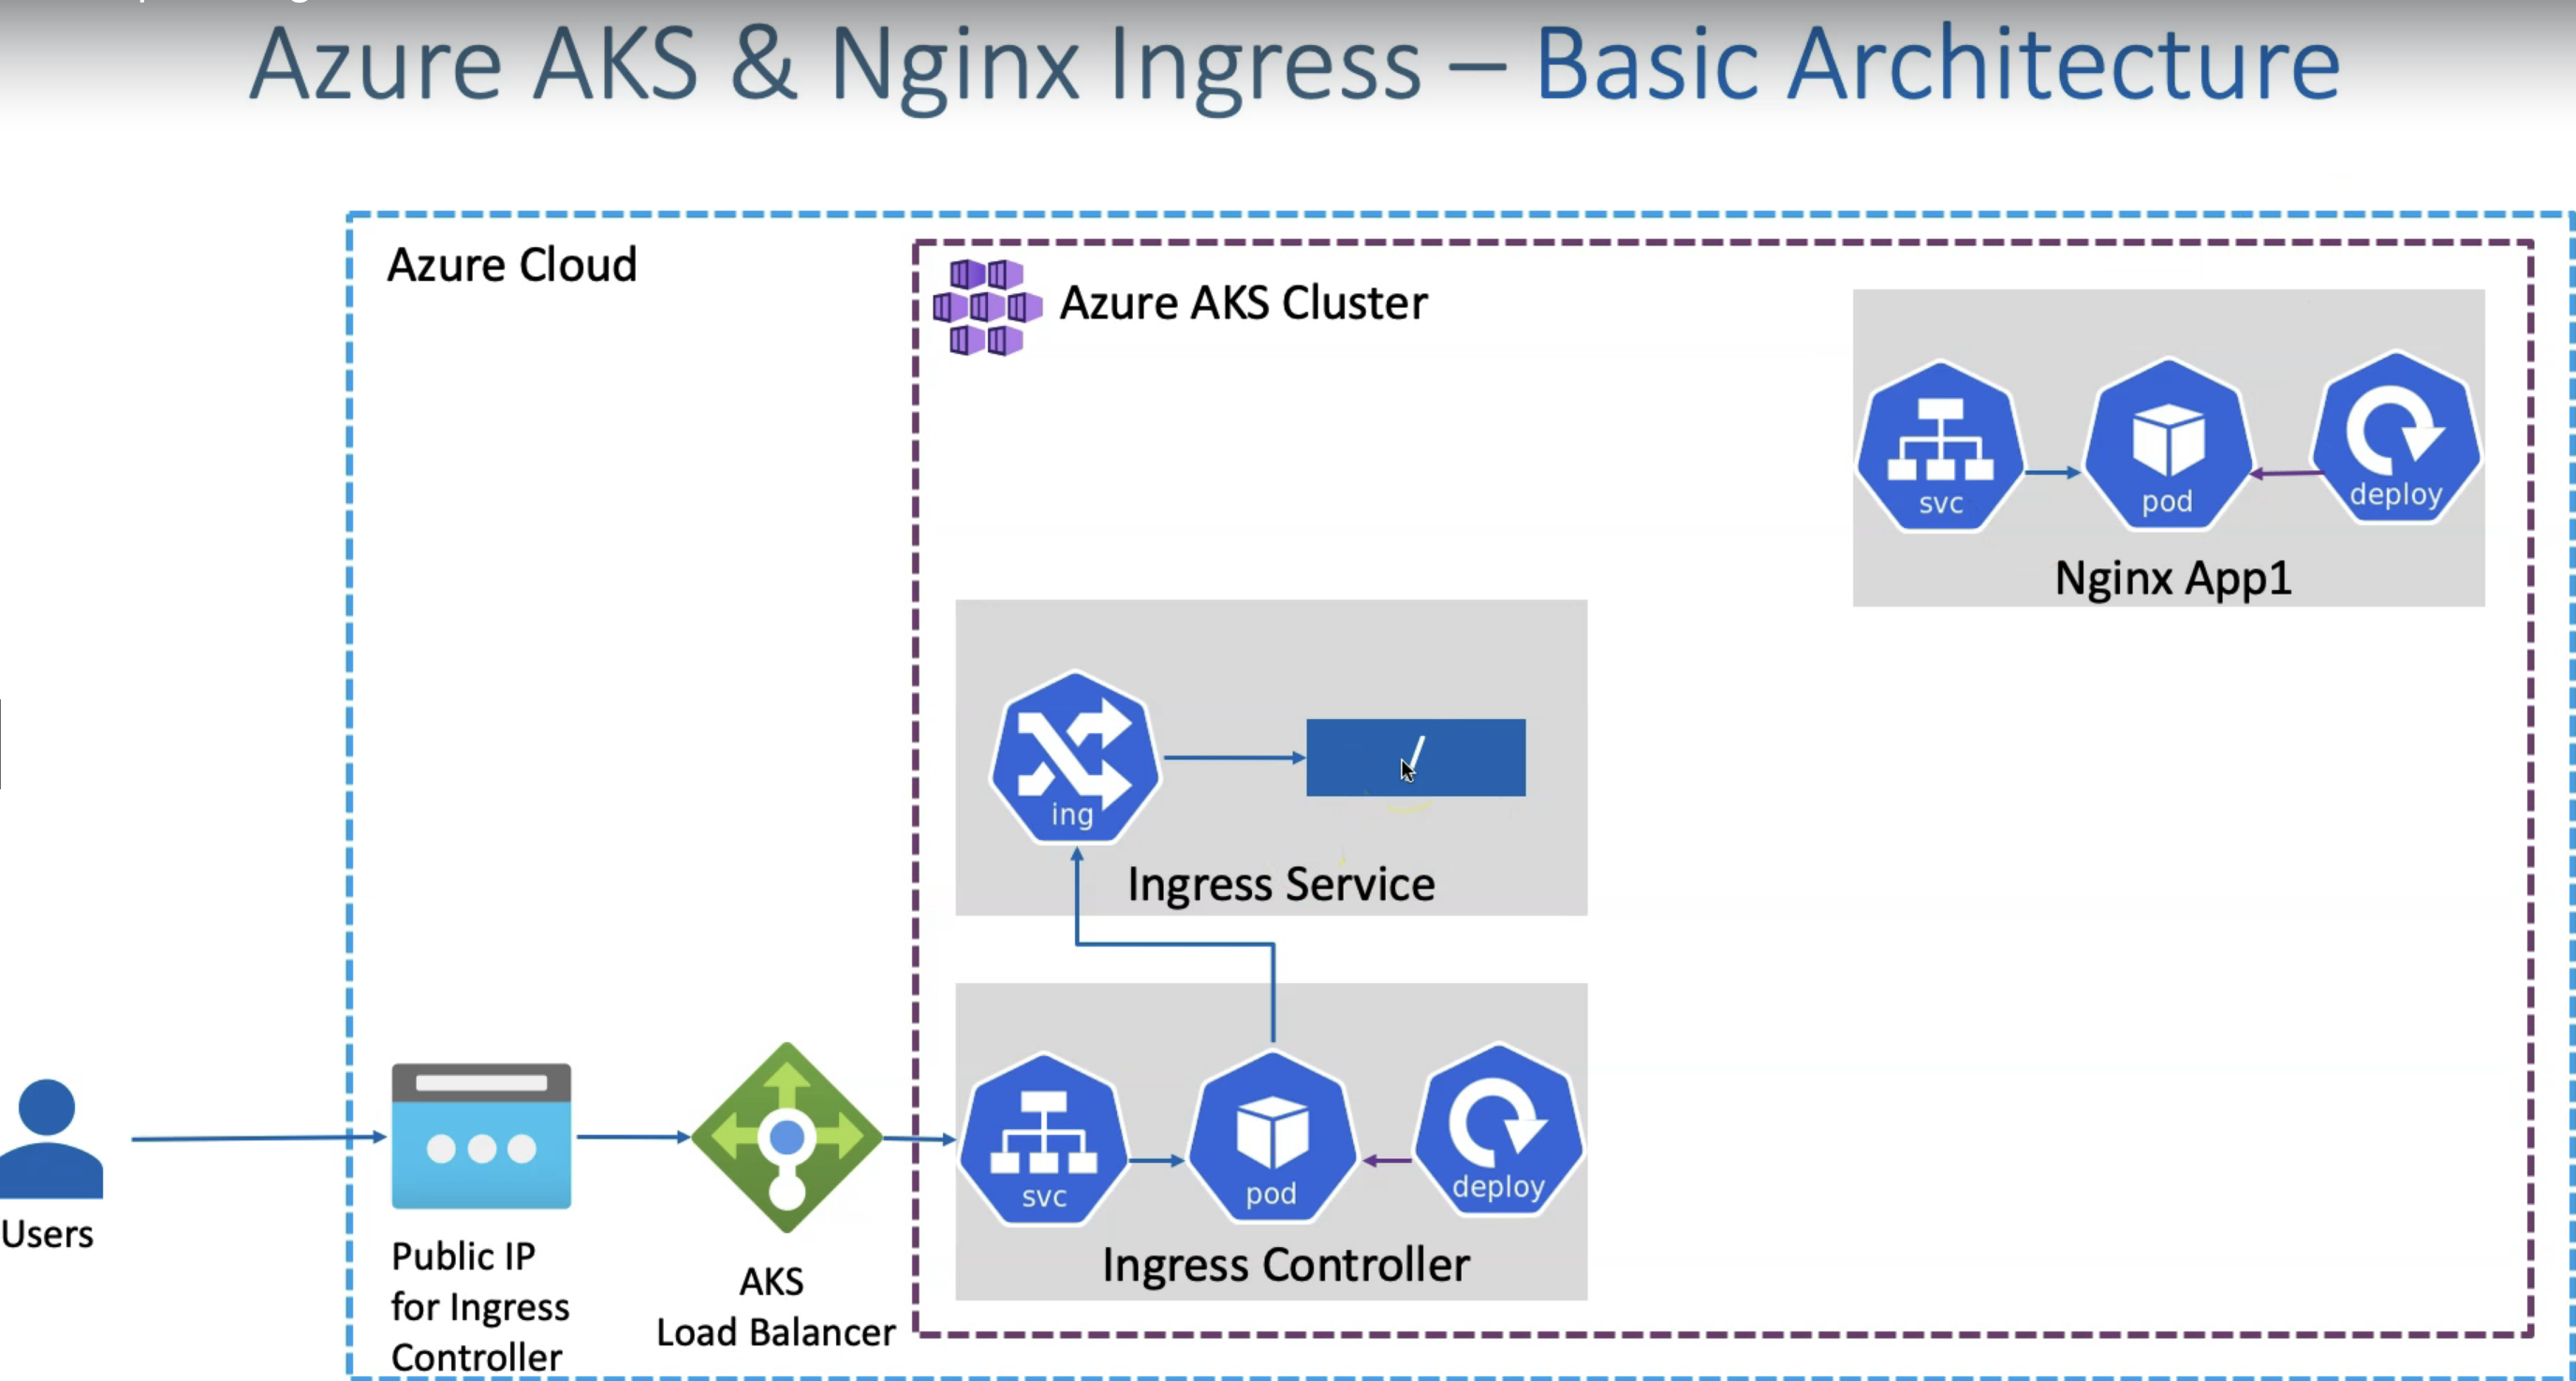 Azure AKS & Nginx Ingress – Basic Architecture
Azure Cloud
Azure AKS Cluster
svc
pod
deploy
Nginx App1
/
ing
Ingress Service
svc
pod
deploy
Ingress Controller
Users
Public IP
for Ingress
Controller
AKS
Load Balancer